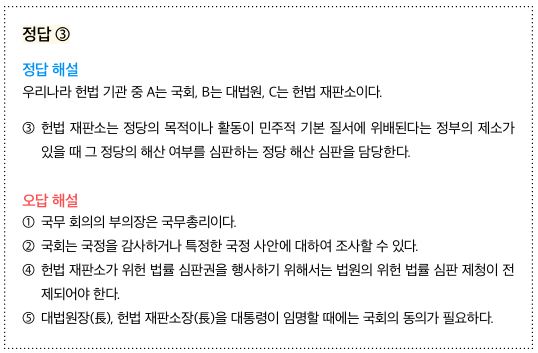 정답 ③
정답 해설
우리나라 헌법 기관 중 A는 국회, B는 대법원, C는 헌법 재판소이다.
③ 헌법 재판소는 정당의 목적이나 활동이 민주적 기본 질서에 위배된다는 정부의 제소가
있을 때 그 정당의 해산 여부를 심판하는 정당 해산 심판을 담당한다.
오답 해설
① 국무 회의의 부의장은 국무총리이다.
② 국회는 국정을 감사하거나 특정한 국정 사안에 대하여 조사할 수 있다.
④ 헌법 재판소가 위헌 법률 심판권을 행사하기 위해서는 법원의 위헌 법률 심판 제청이 전
제되어야 한다.
⑤ 대법원장(長), 헌법 재판소장(長)을 대통령이 임명할 때에는 국회의 동의가 필요하다.